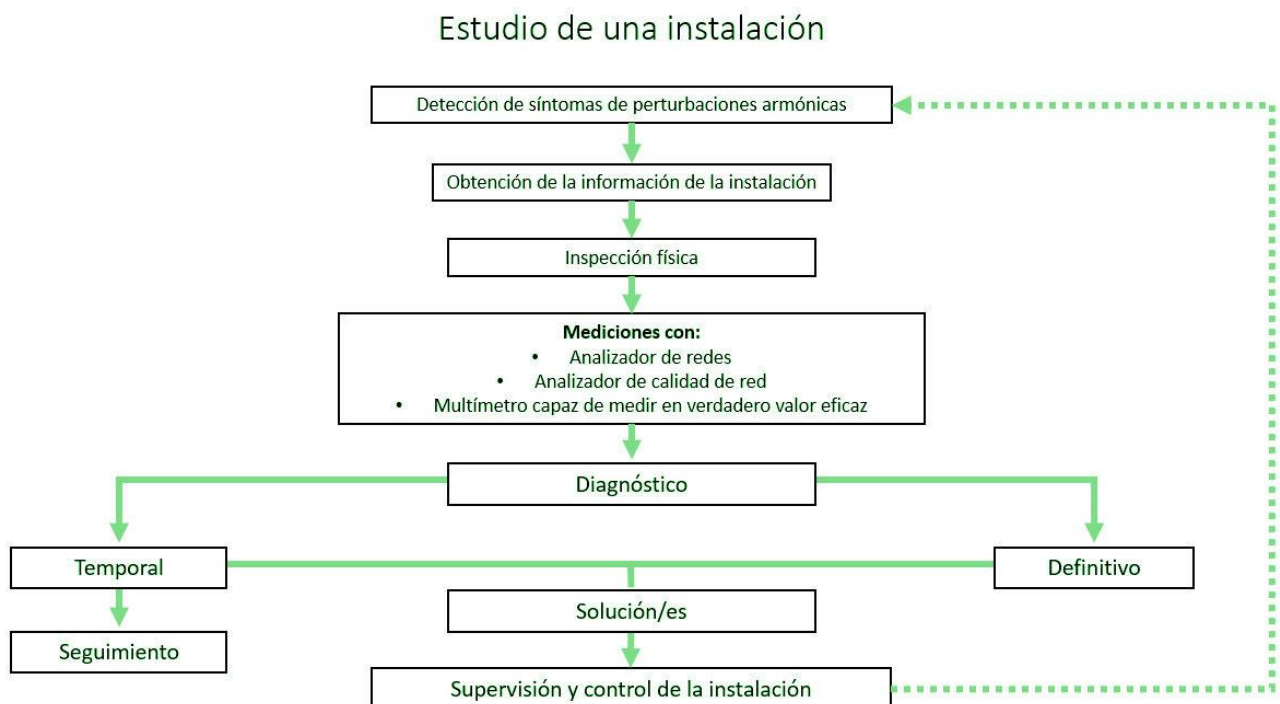 Estudio de una instalación
Detección de síntomas de perturbaciones armónicas
Obtención de la información de la instalación
Inspección física
Mediciones con:
• Analizador de redes
• Analizador de calidad de red
• Multímetro capaz de medir en verdadero valor eficaz
Diagnóstico
Temporal
Definitivo
Solución/es
Seguimiento
Supervisión y control de la instalación